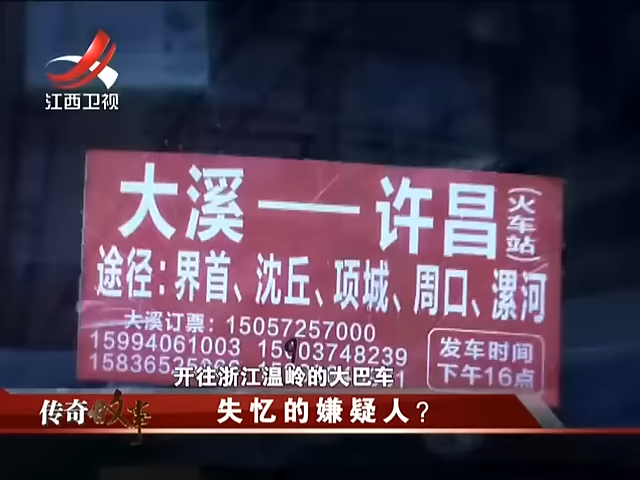 江西卫视
大溪——许昌(火车站)
途径:界首、沈丘、项城、周口、漯河
大溪订票:15057257000
15994061003 15903748239
发车时间
下午16点
开往浙江温岭的大巴车
传奇故事
失忆的嫌疑人?